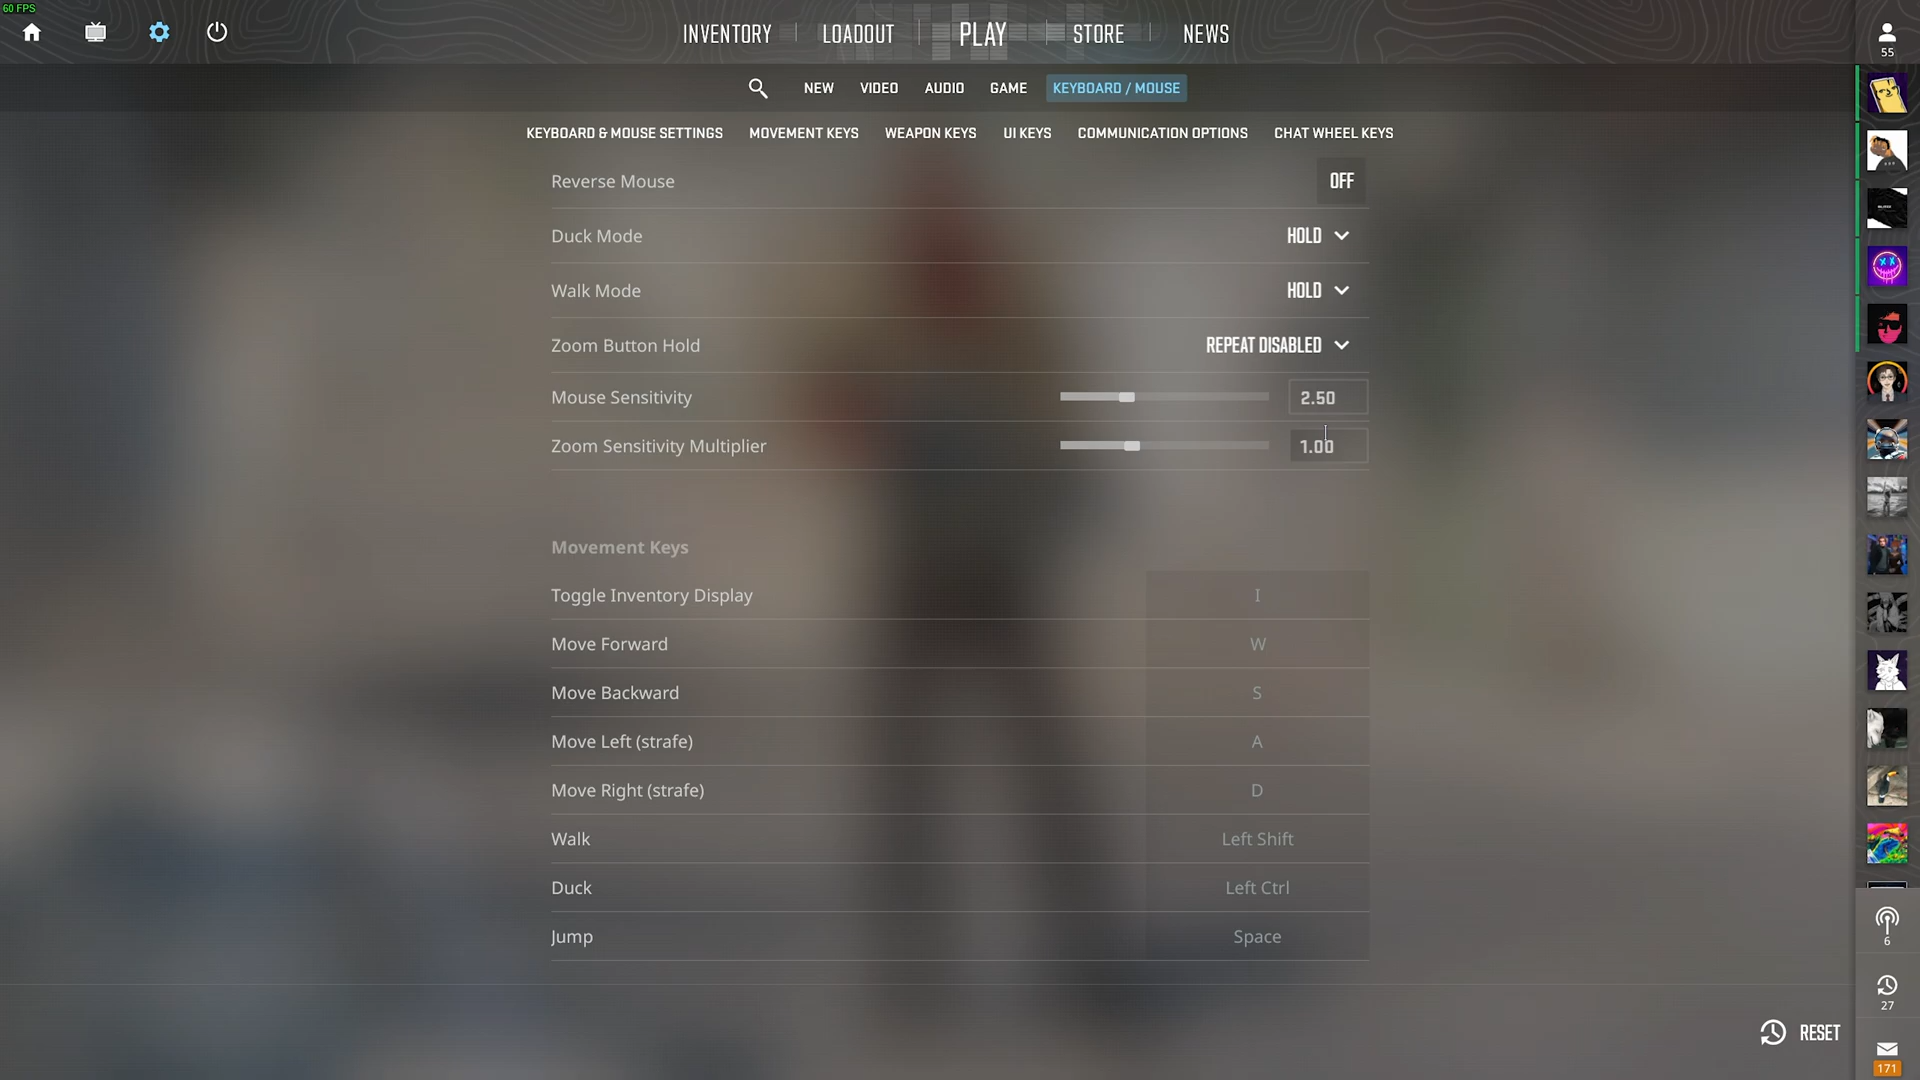 60 FPS
INVENTORY
LOADOUT
PLAY
STORE
NEWS
55
NEW
VIDEO
AUDIO
GAME
KEYBOARD / MOUSE
KEYBOARD & MOUSE SETTINGS
MOVEMENT KEYS
WEAPON KEYS
UI KEYS
COMMUNICATION OPTIONS
CHAT WHEEL KEYS
Reverse Mouse
OFF
Duck Mode
HOLD
Walk Mode
HOLD
Zoom Button Hold
REPEAT DISABLED
Mouse Sensitivity
2.50
Zoom Sensitivity Multiplier
1.00
Movement Keys
Toggle Inventory Display
I
Move Forward
W
Move Backward
S
Move Left (strafe)
A
Move Right (strafe)
D
Walk
Left Shift
Duck
Left Ctrl
Jump
Space
6
27
RESET
171